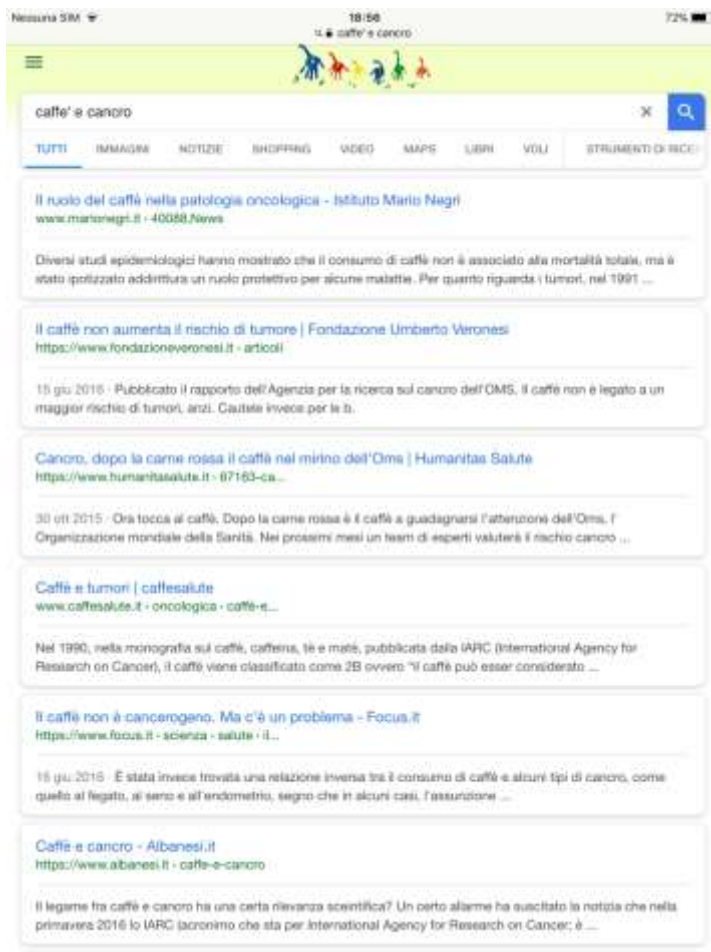 Nessuna SIM 18:56 72%
caffe' e cancro
caffe' e cancro
TUTTI IMMAGINI NOTIZIE SHOPPING VIDEO MAPS LIBRI VOLI STRUMENTI DI RICE
Il ruolo del caffè nella patologia oncologica - Istituto Mario Negri
www.marionegri.it › 40088,News
Diversi studi epidemiologici hanno mostrato che il consumo di caffè non è associato alla mortalità totale, ma è
stato ipotizzato addirittura un ruolo protettivo per alcune malattie. Per quanto riguarda i tumori, nel 1991 ...
Il caffè non aumenta il rischio di tumore | Fondazione Umberto Veronesi
https://www.fondazioneveronesi.it › articoli
15 giu 2016 - Pubblicato il rapporto dell'Agenzia per la ricerca sul cancro dell'OMS. Il caffè non è legato a un
maggior rischio di tumori, anzi. Cautele invece per le b.
Cancro, dopo la carne rossa il caffè nel mirino dell'Oms | Humanitas Salute
https://www.humanitasalute.it › 67163-ca...
30 ott 2015 - Ora tocca al caffè. Dopo la carne rossa è il caffè a guadagnarsi l'attenzione dell'Oms, l'
Organizzazione mondiale della Sanità. Nei prossimi mesi un team di esperti valuterà il rischio cancro ...
Caffè e tumori | caffesalute
www.caffesalute.it › oncologica › caffè-e...
Nel 1990, nella monografia sul caffè, caffeina, tè e maté, pubblicata dalla IARC (International Agency for
Research on Cancer), il caffè viene classificato come 2B ovvero "il caffè può esser considerato ...
Il caffè non è cancerogeno. Ma c'è un problema - Focus.it
https://www.focus.it › scienza › salute › il...
16 giu 2016 - È stata invece trovata una relazione inversa tra il consumo di caffè e alcuni tipi di cancro, come
quello al fegato, al seno e all'endometrio, segno che in alcuni casi, l'assunzione ...
Caffè e cancro - Albanesi.it
https://www.albanesi.it › caffe-e-cancro
Il legame fra caffè e cancro ha una certa rilevanza sceintifica? Un certo allarme ha suscitato la notizia che nella
primavera 2016 lo IARC (acronimo che sta per International Agency for Research on Cancer; è ...